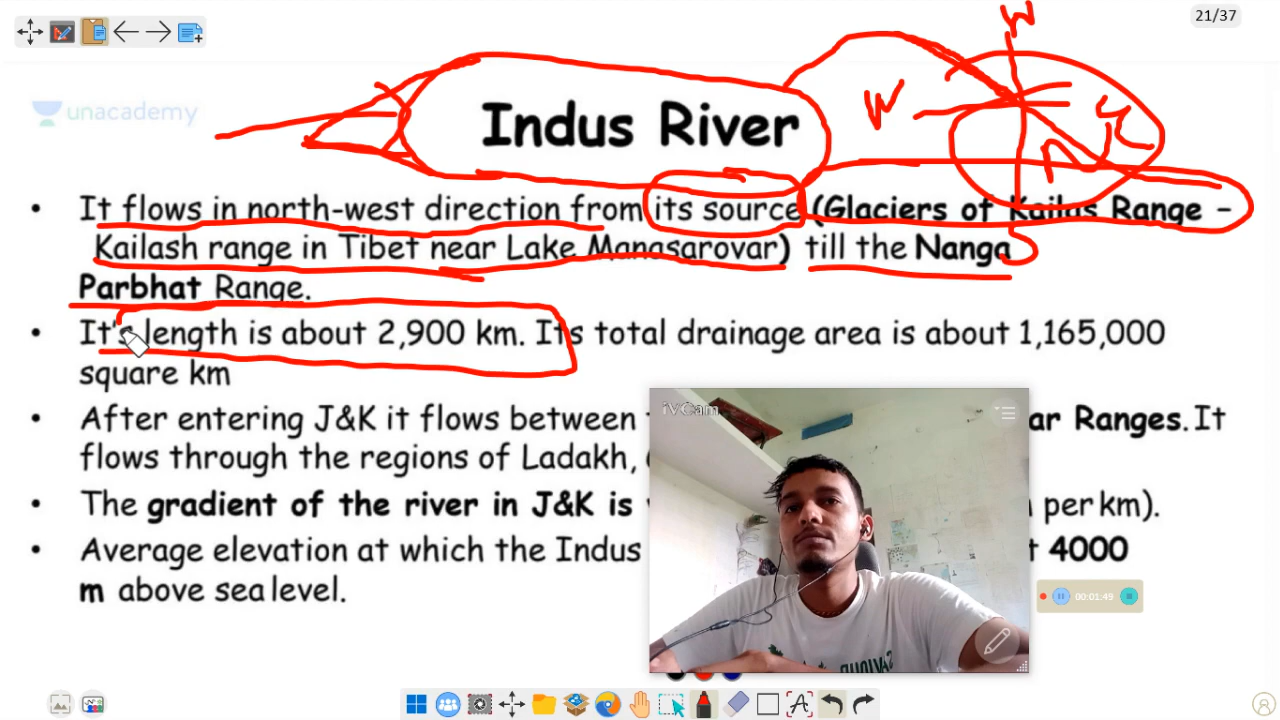 21/37
unacademy
Indus River
• It flows in north-west direction from its source (Glaciers of Kailas Range –
Kailash range in Tibet near Lake Manasarovar) till the Nanga
Parbhat Range.
• It's length is about 2,900 km. Its total drainage area is about 1,165,000
square km
• After entering J&K it flows between ar Ranges. It
flows through the regions of Ladakh,
• The gradient of the river in J&K is per km).
• Average elevation at which the Indus 4000
m above sea level.
iVCam
00:01:49
N
W
S